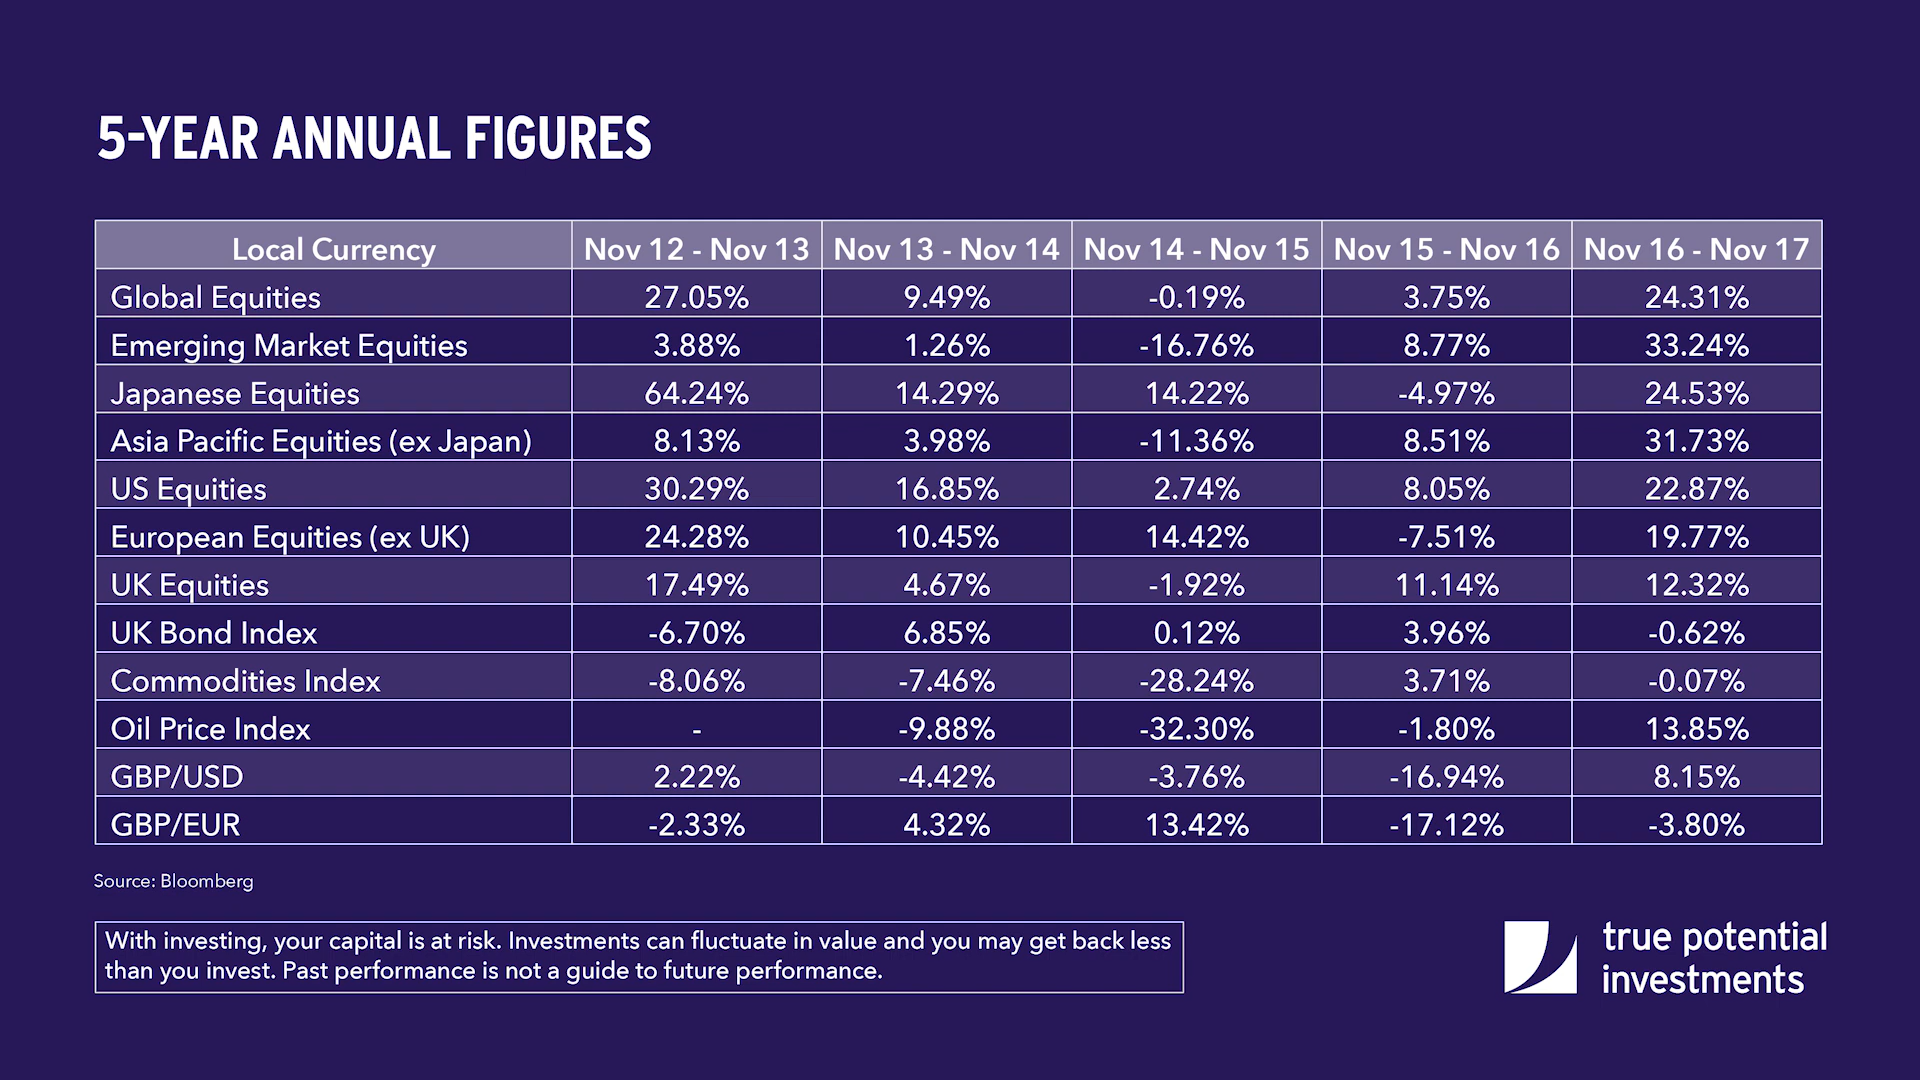 5-YEAR ANNUAL FIGURES
Local Currency Nov 12 - Nov 13 Nov 13 - Nov 14 Nov 14 - Nov 15 Nov 15 - Nov 16 Nov 16 - Nov 17
Global Equities 27.05% 9.49% -0.19% 3.75% 24.31%
Emerging Market Equities 3.88% 1.26% -16.76% 8.77% 33.24%
Japanese Equities 64.24% 14.29% 14.22% -4.97% 24.53%
Asia Pacific Equities (ex Japan) 8.13% 3.98% -11.36% 8.51% 31.73%
US Equities 30.29% 16.85% 2.74% 8.05% 22.87%
European Equities (ex UK) 24.28% 10.45% 14.42% -7.51% 19.77%
UK Equities 17.49% 4.67% -1.92% 11.14% 12.32%
UK Bond Index -6.70% 6.85% 0.12% 3.96% -0.62%
Commodities Index -8.06% -7.46% -28.24% 3.71% -0.07%
Oil Price Index - -9.88% -32.30% -1.80% 13.85%
GBP/USD 2.22% -4.42% -3.76% -16.94% 8.15%
GBP/EUR -2.33% 4.32% 13.42% -17.12% -3.80%
Source: Bloomberg
With investing, your capital is at risk. Investments can fluctuate in value and you may get back less
than you invest. Past performance is not a guide to future performance.
true potential
investments